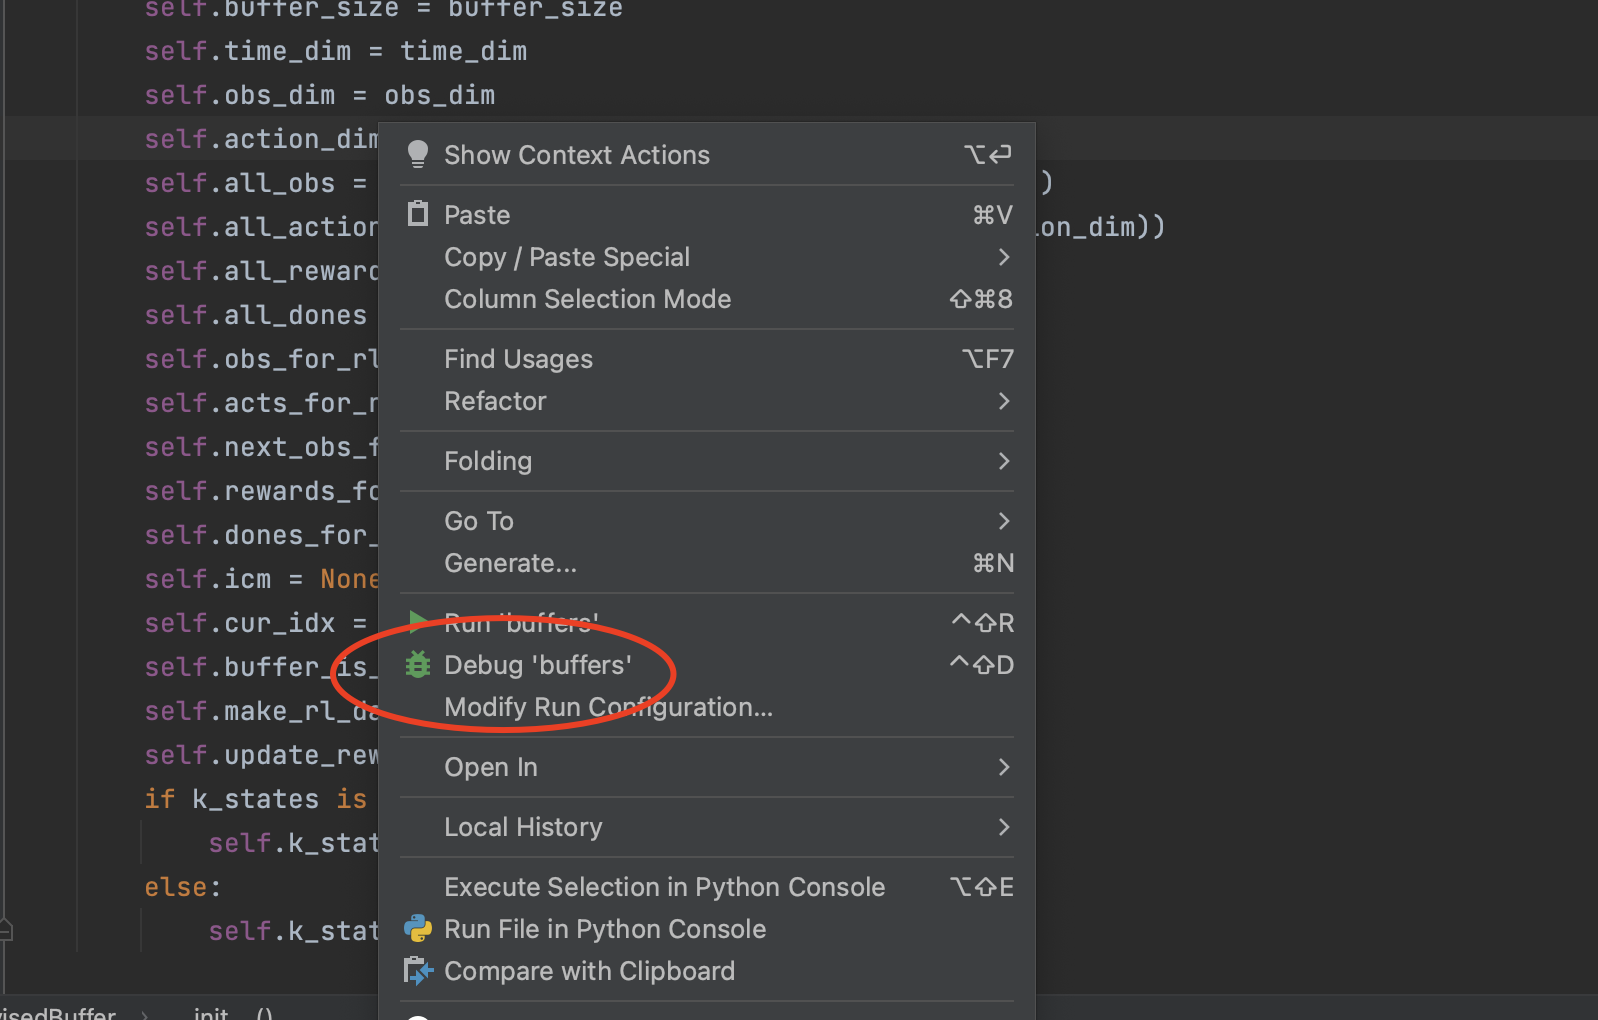 self.buffer_size = buffer_size
self.time_dim = time_dim
self.obs_dim = obs_dim
self.action_dim
self.all_obs = )
self.all_action ion_dim))
self.all_reward
self.all_dones
self.obs_for_rl
self.acts_for_r
self.next_obs_f
self.rewards_fo
self.dones_for_
self.icm = None
self.cur_idx =
self.buffer_is_
self.make_rl_da
self.update_rew
if k_states is
self.k_stat
else:
self.k_stat
Show Context Actions ⌥⏎
Paste ⌘V
Copy / Paste Special >
Column Selection Mode ⇧⌘8
Find Usages ⌥F7
Refactor >
Folding >
Go To >
Generate... ⌘N
Run 'buffers' ^⇧R
Debug 'buffers' ^⇧D
Modify Run Configuration...
Open In >
Local History >
Execute Selection in Python Console ⌥⇧E
Run File in Python Console
Compare with Clipboard
visedBuffer > __init__()